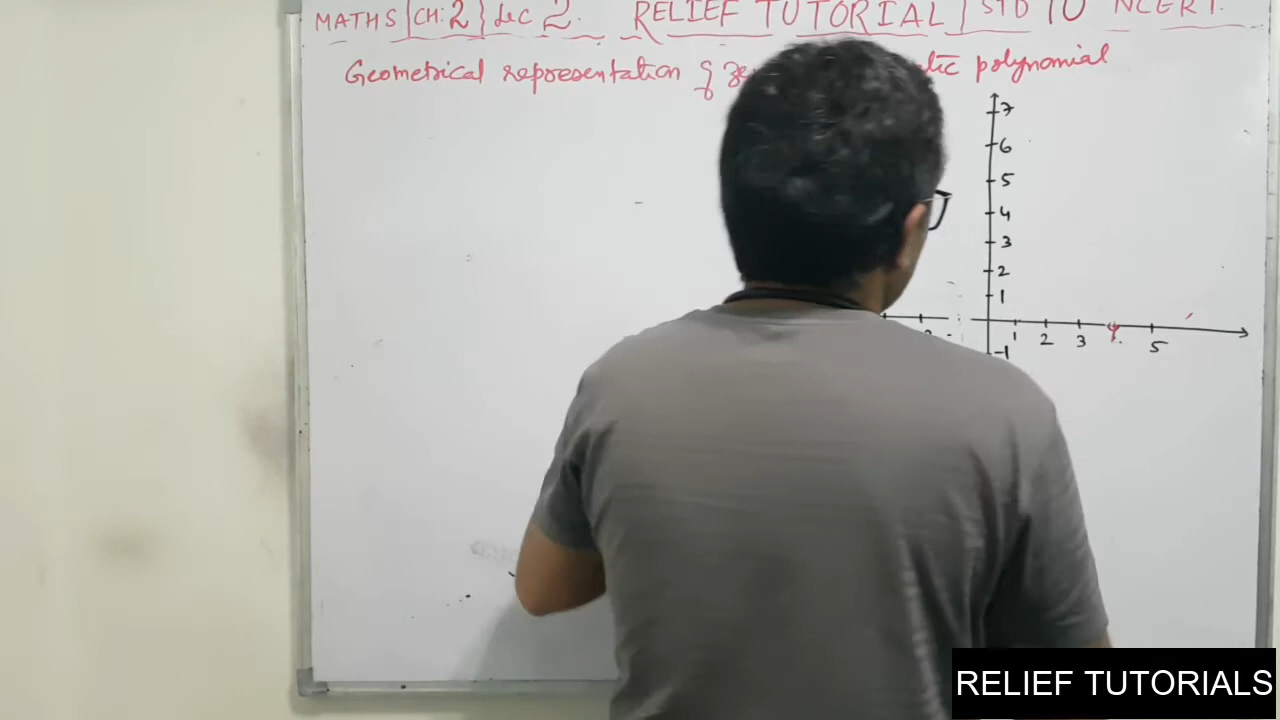 MATHS | CH: 2 | Lec 2. RELIEF TUTORIAL | STD 10 NCERT.
Geometrical representation of polynomial
7
6
5
4
3
2
1
1 2 3 4 5
-1
RELIEF TUTORIALS